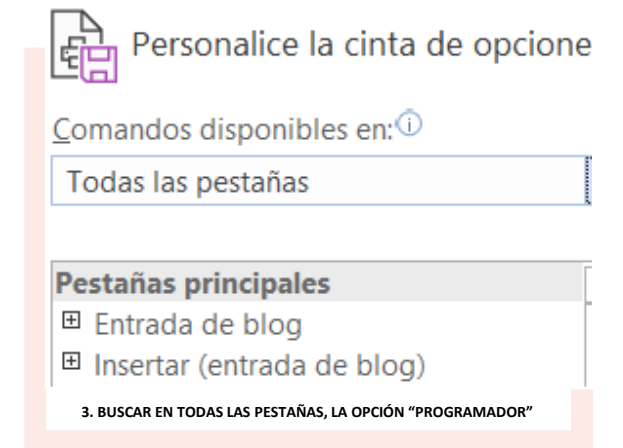 Personalice la cinta de opcione
Comandos disponibles en:
Todas las pestañas
Pestañas principales
Entrada de blog
Insertar (entrada de blog)
3. BUSCAR EN TODAS LAS PESTAÑAS, LA OPCIÓN “PROGRAMADOR”